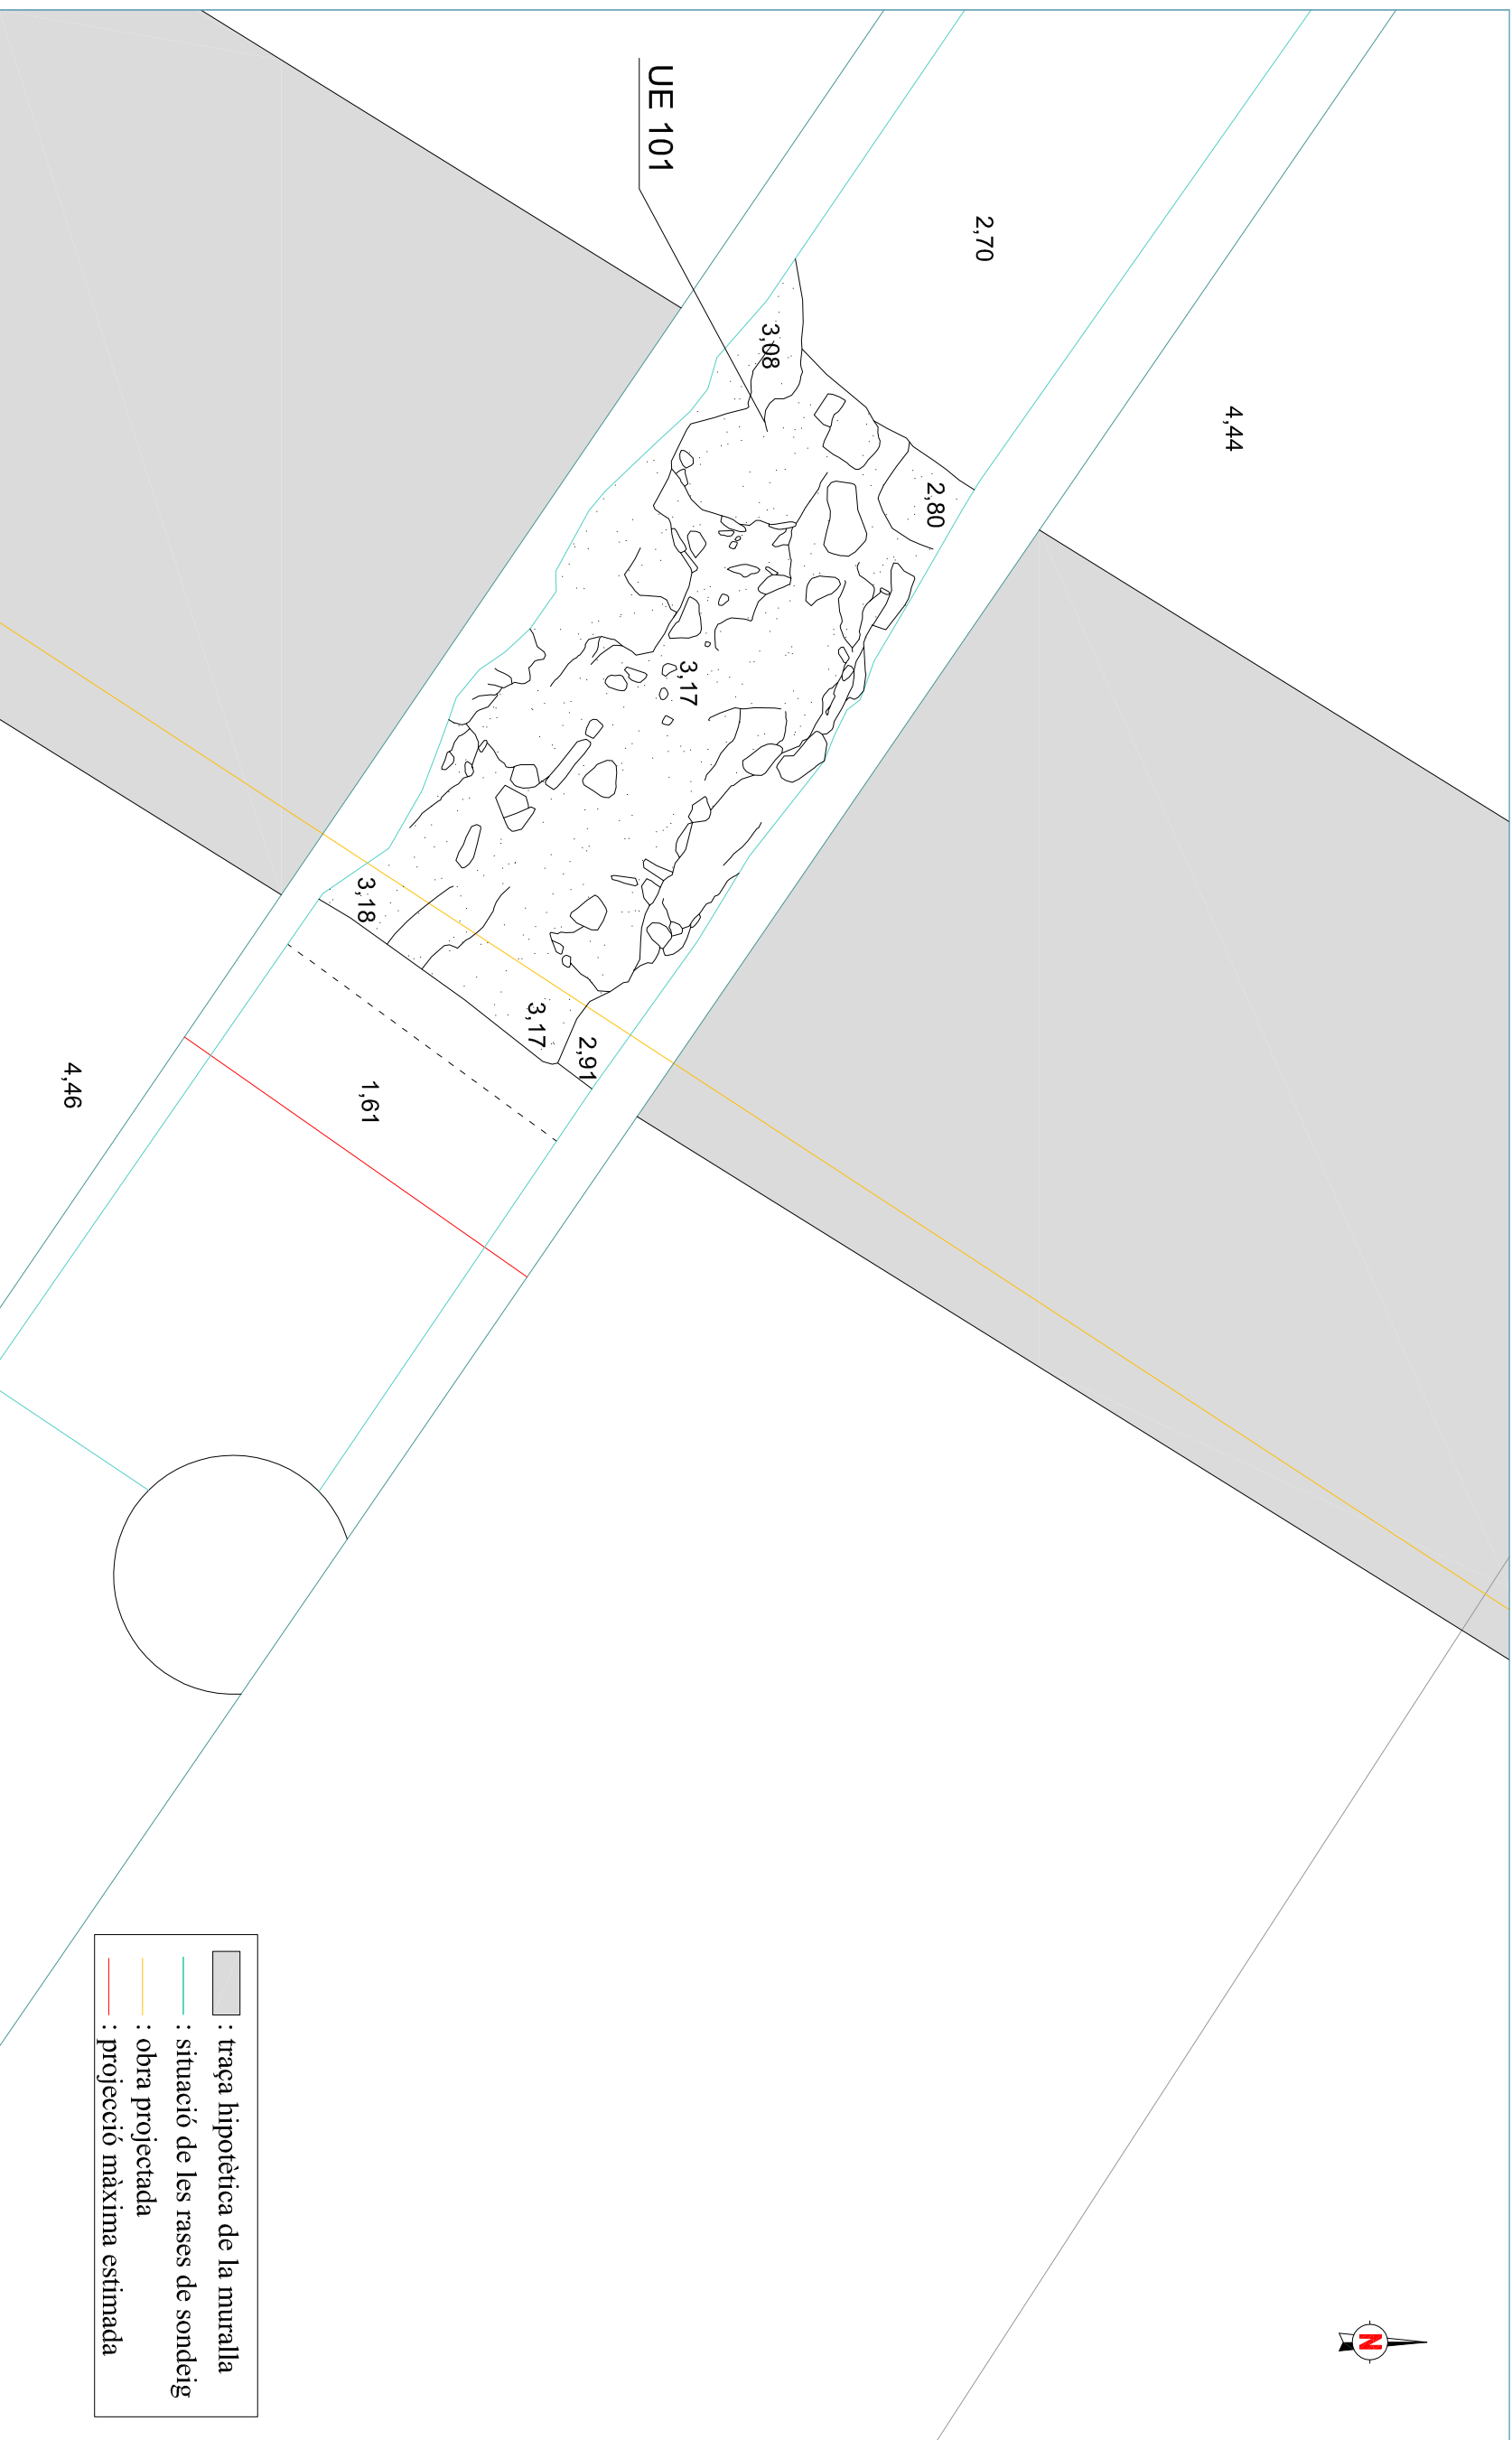 UE 101
2,70
4,44
3,08
2,80
3,17
3,18
3,17
2,91
1,61
4,46
: traça hipotètica de la muralla
: situació de les rases de sondeig
: obra projectada
: projecció màxima estimada
N